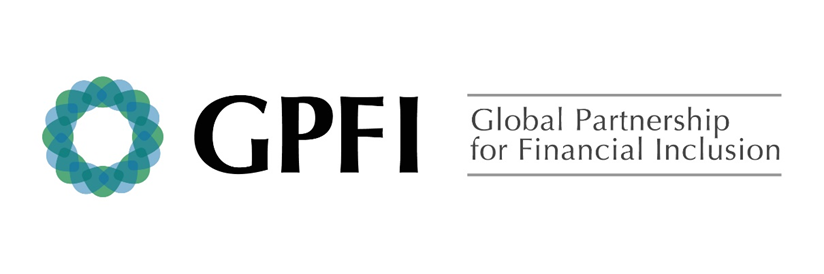 GPFI
Global Partnership
for Financial Inclusion